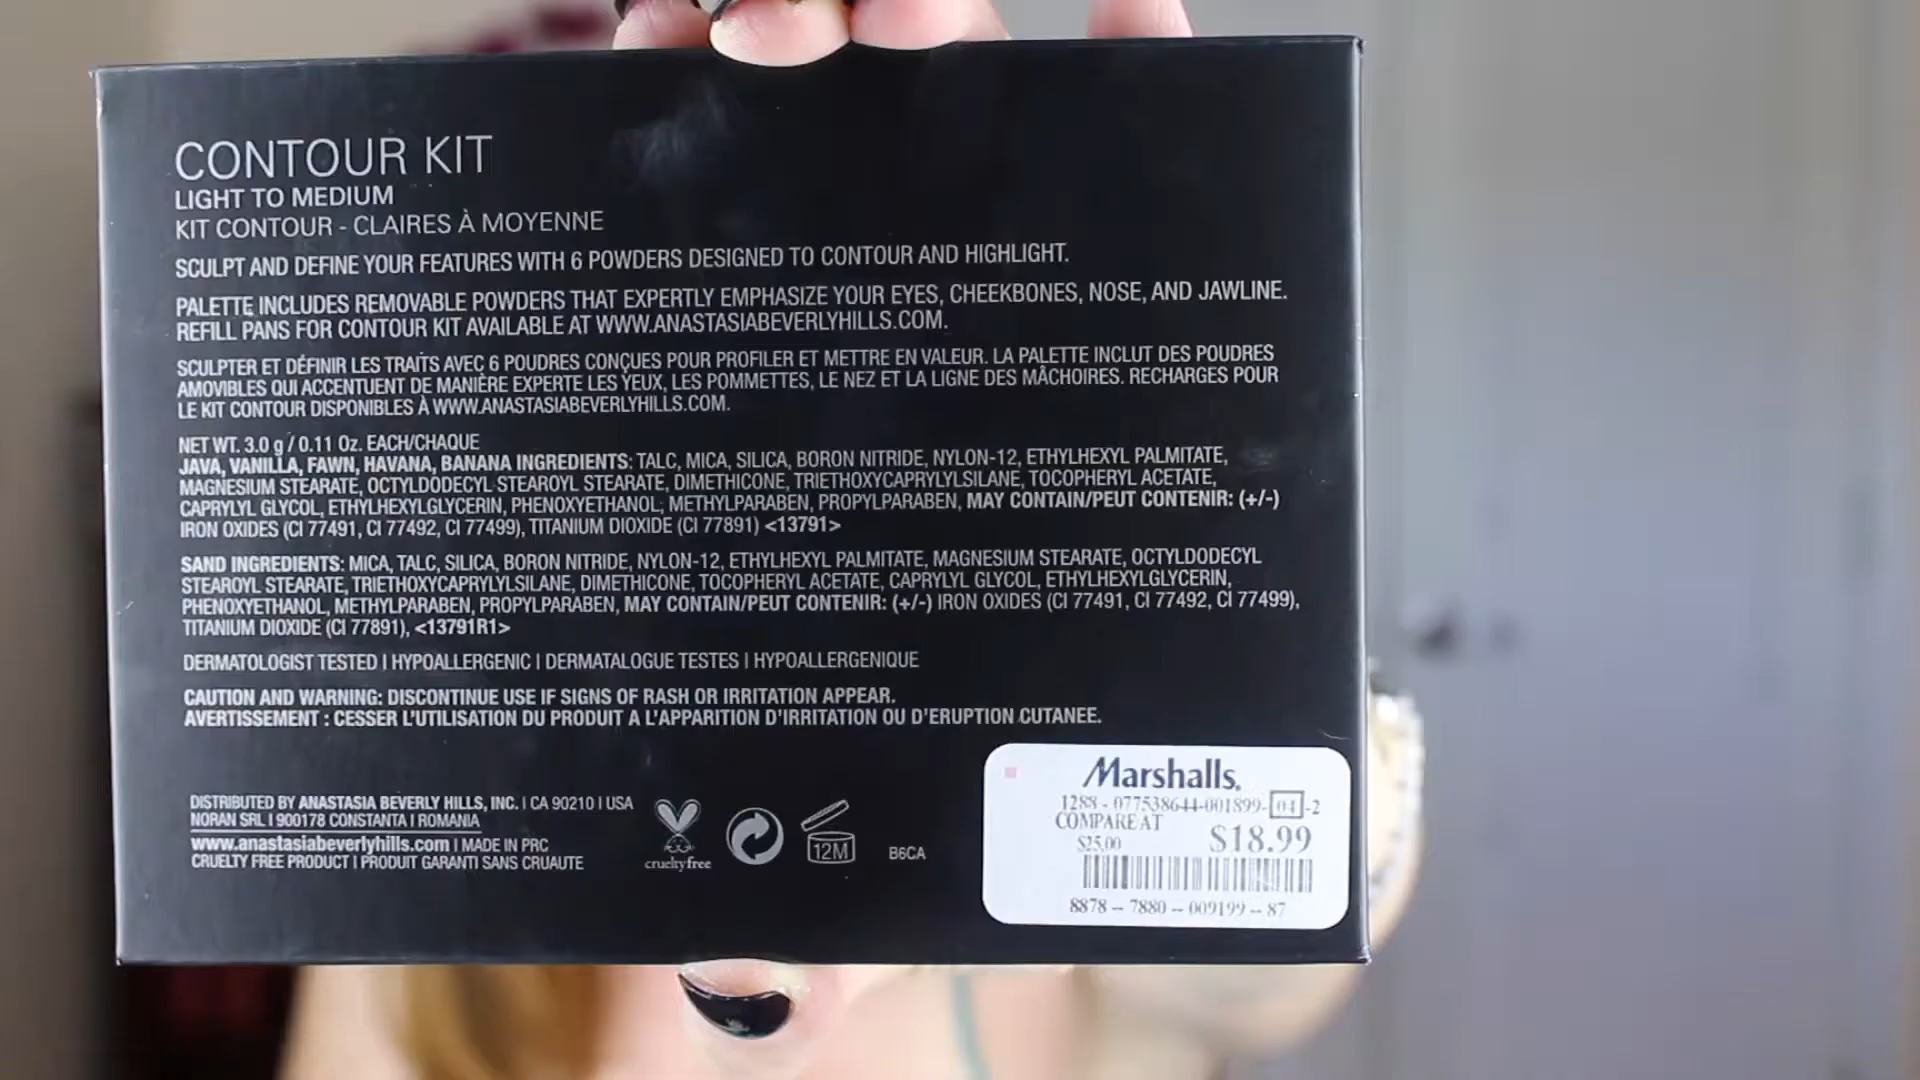 CONTOUR KIT
LIGHT TO MEDIUM
KIT CONTOUR - CLAIRES À MOYENNE
SCULPT AND DEFINE YOUR FEATURES WITH 6 POWDERS DESIGNED TO CONTOUR AND HIGHLIGHT.
PALETTE INCLUDES REMOVABLE POWDERS THAT EXPERTLY EMPHASIZE YOUR EYES, CHEEKBONES, NOSE, AND JAWLINE.
REFILL PANS FOR CONTOUR KIT AVAILABLE AT WWW.ANASTASIABEVERLYHILLS.COM.
SCULPTER ET DÉFINIR LES TRAITS AVEC 6 POUDRES CONÇUES POUR PROFILER ET METTRE EN VALEUR. LA PALETTE INCLUT DES POUDRES
AMOVIBLES QUI ACCENTUENT DE MANIÈRE EXPERTE LES YEUX, LES POMMETTES, LE NEZ ET LA LIGNE DES MÂCHOIRES. RECHARGES POUR
LE KIT CONTOUR DISPONIBLES À WWW.ANASTASIABEVERLYHILLS.COM.
NET WT. 3.0 g / 0.11 Oz. EACH/CHAQUE
JAVA, VANILLA, FAWN, HAVANA, BANANA INGREDIENTS: TALC, MICA, SILICA, BORON NITRIDE, NYLON-12, ETHYLHEXYL PALMITATE,
MAGNESIUM STEARATE, OCTYLDODECYL STEAROYL STEARATE, DIMETHICONE, TRIETHOXYCAPRYLYLSILANE, TOCOPHERYL ACETATE,
CAPRYLYL GLYCOL, ETHYLHEXYLGLYCERIN, PHENOXYETHANOL, METHYLPARABEN, PROPYLPARABEN, MAY CONTAIN/PEUT CONTENIR: (+/-)
IRON OXIDES (CI 77491, CI 77492, CI 77499), TITANIUM DIOXIDE (CI 77891) <13791>
SAND INGREDIENTS: MICA, TALC, SILICA, BORON NITRIDE, NYLON-12, ETHYLHEXYL PALMITATE, MAGNESIUM STEARATE, OCTYLDODECYL
STEAROYL STEARATE, TRIETHOXYCAPRYLYLSILANE, DIMETHICONE, TOCOPHERYL ACETATE, CAPRYLYL GLYCOL, ETHYLHEXYLGLYCERIN,
PHENOXYETHANOL, METHYLPARABEN, PROPYLPARABEN, MAY CONTAIN/PEUT CONTENIR: (+/-) IRON OXIDES (CI 77491, CI 77492, CI 77499),
TITANIUM DIOXIDE (CI 77891), <13791R1>
DERMATOLOGIST TESTED | HYPOALLERGENIC | DERMATALOGUE TESTES | HYPOALLERGENIQUE
CAUTION AND WARNING: DISCONTINUE USE IF SIGNS OF RASH OR IRRITATION APPEAR.
AVERTISSEMENT : CESSER L'UTILISATION DU PRODUIT A L'APPARITION D'IRRITATION OU D'ERUPTION CUTANEE.
DISTRIBUTED BY ANASTASIA BEVERLY HILLS, INC. | CA 90210 | USA
NORAN SRL | 900178 CONSTANTA | ROMANIA
www.anastasiabeverlyhills.com | MADE IN PRC
CRUELTY FREE PRODUCT | PRODUIT GARANTI SANS CRUAUTE
cruelty free
12M
B6CA
Marshalls.
1288 - 077538644-001899-04-2
COMPARE AT
$25.00
$18.99
8878 - 7880 - 009199 - 87